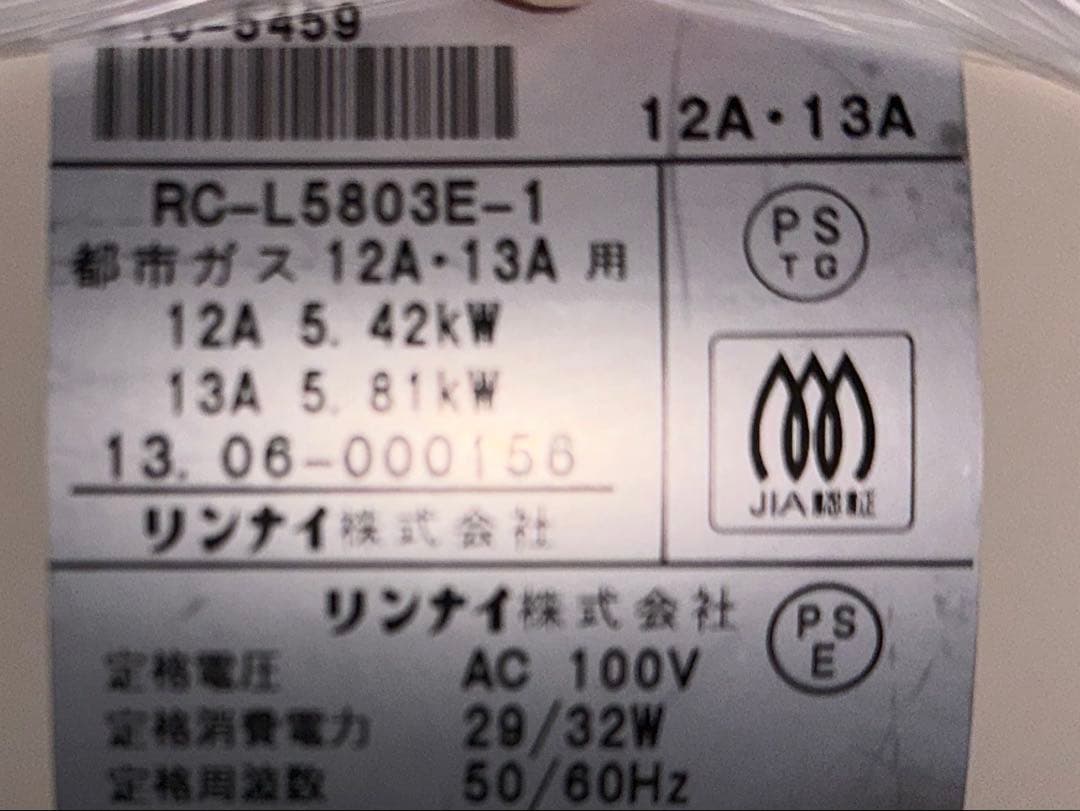 -5459
12A・13A
RC-L5803E-1
都市ガス 12A・13A 用
12A 5. 42kW
13A 5. 81kW
13. 06-000156
リンナイ株式会社
PS
TG
JIA認証
リンナイ株式会社
PS
E
定格電圧 AC 100V
定格消費電力 29/32W
定格周波数 50/60Hz